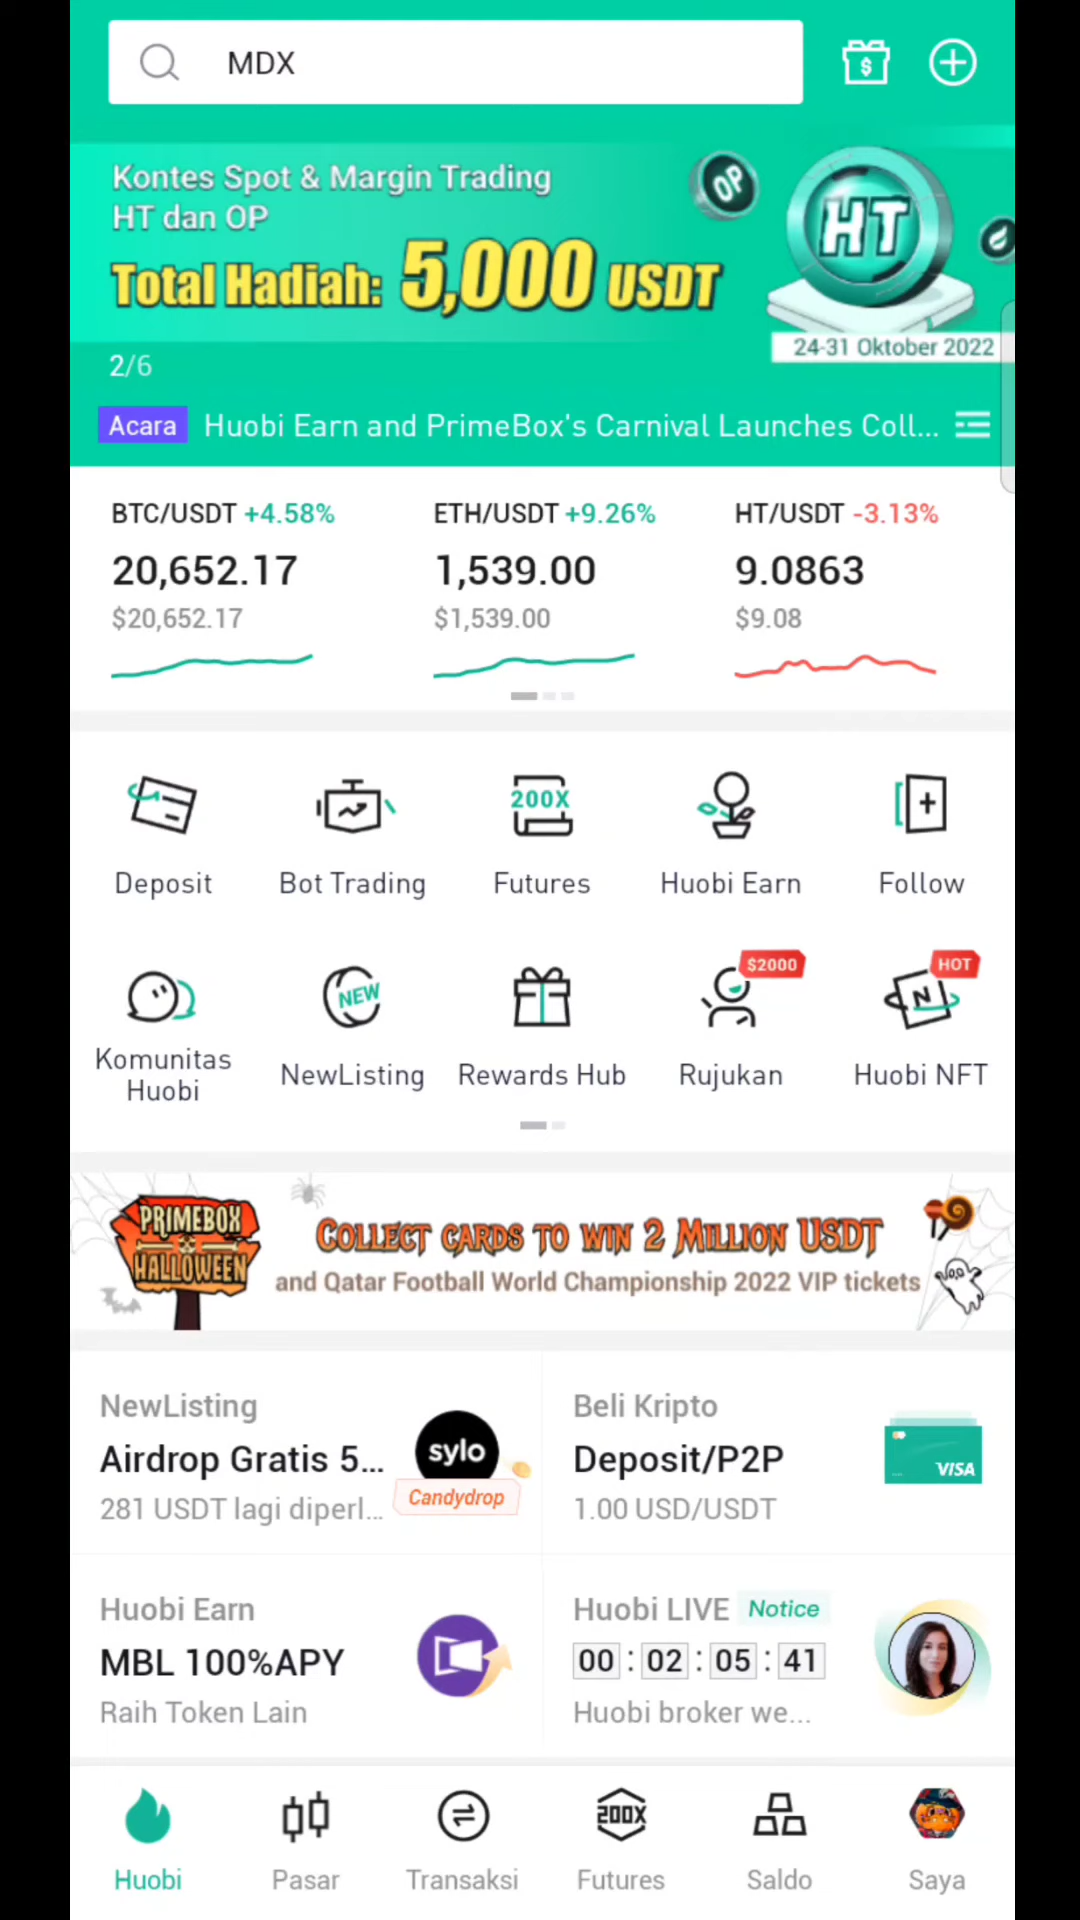 MDX
$
Kontes Spot & Margin Trading
HT dan OP
Total Hadiah: 5,000 USDT
OP
HT
24-31 Oktober 2022
2/6
Acara Huobi Earn and PrimeBox's Carnival Launches Coll...
BTC/USDT +4.58% ETH/USDT +9.26% HT/USDT -3.13%
20,652.17 1,539.00 9.0863
$20,652.17 $1,539.00 $9.08
200X
Deposit Bot Trading Futures Huobi Earn Follow
$2000 HOT
NEW N
Komunitas Huobi NewListing Rewards Hub Rujukan Huobi NFT
PRIMEBOX
HALLOWEEN
COLLECT CARDS TO WIN 2 MILLION USDT
and Qatar Football World Championship 2022 VIP tickets
NewListing
Airdrop Gratis 5...
281 USDT lagi diperl...
sylo
Candydrop
Beli Kripto
Deposit/P2P
1.00 USD/USDT
VISA
Huobi Earn
MBL 100%APY
Raih Token Lain
Huobi LIVE Notice
00 : 02 : 05 : 41
Huobi broker we...
200X
Huobi Pasar Transaksi Futures Saldo Saya